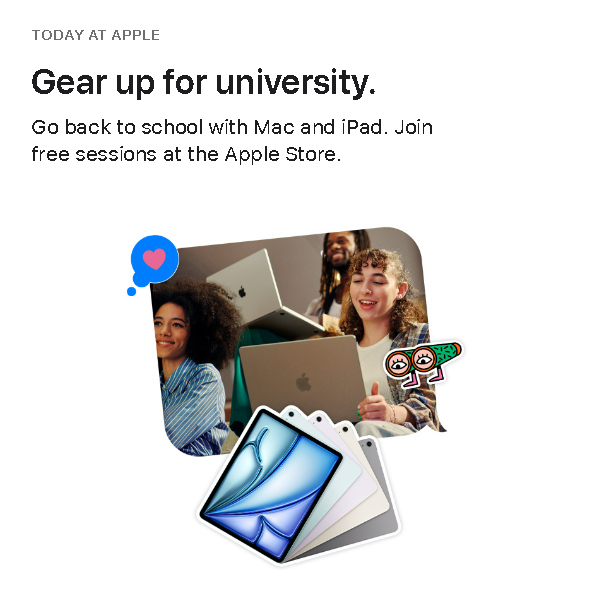 TODAY AT APPLE
Gear up for university.
Go back to school with Mac and iPad. Join
free sessions at the Apple Store.